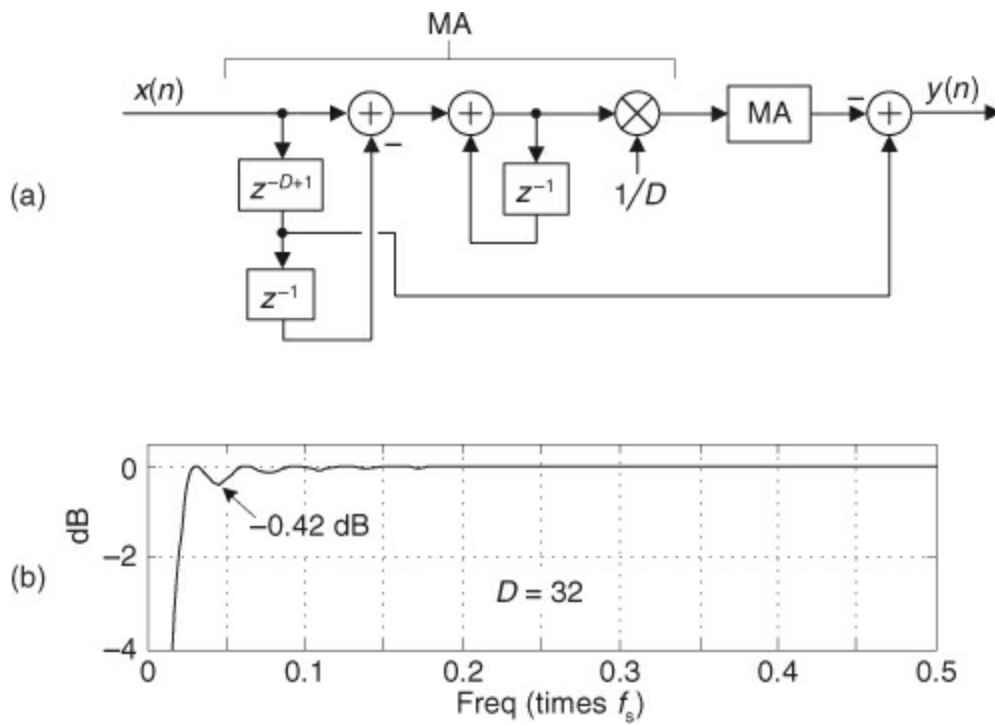 MA
x(n)
+
+
MA
−
+
y(n)
−
(a)
z⁻ᴰ⁺¹
z⁻¹
1/D
z⁻¹
0
−0.42 dB
dB
−2
(b)
D = 32
−4
0 0.1 0.2 0.3 0.4 0.5
Freq (times fₛ)